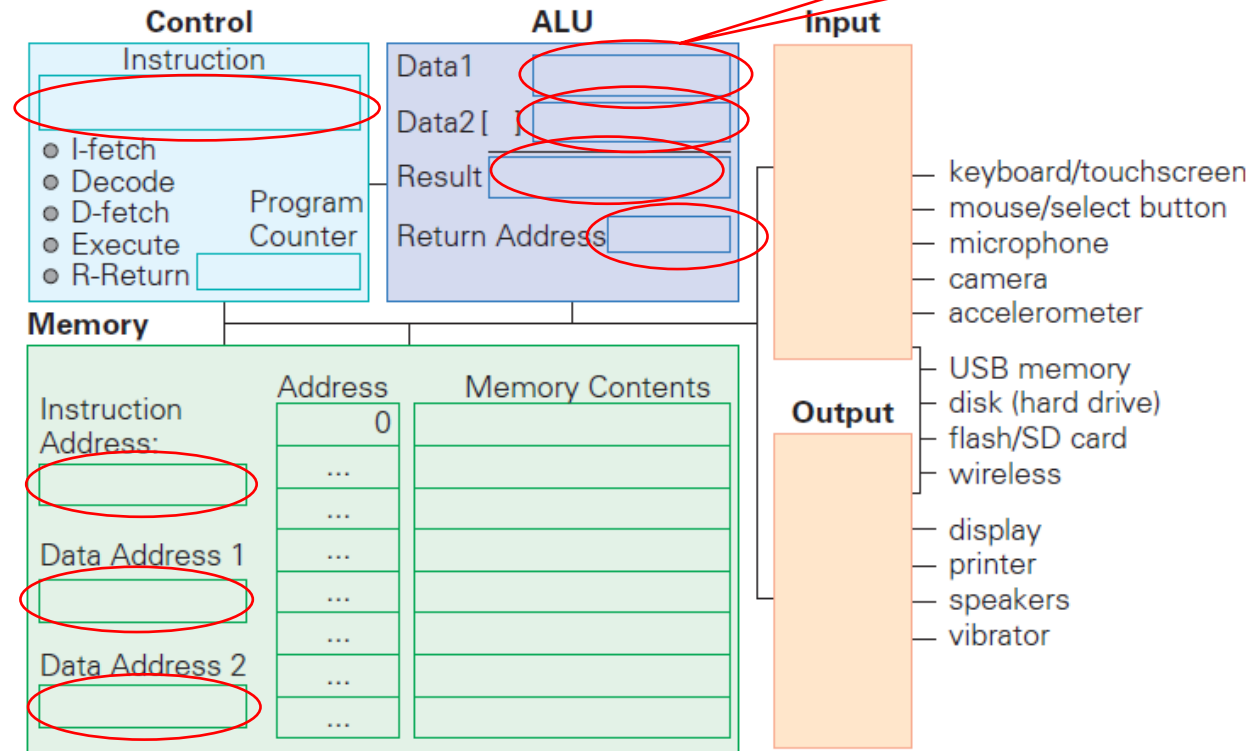 Control
ALU
Input
Instruction
I-fetch
Decode
D-fetch
Execute
R-Return
Program
Counter
Data1
Data2 [ ]
Result
Return Address
keyboard/touchscreen
mouse/select button
microphone
camera
accelerometer
USB memory
disk (hard drive)
flash/SD card
wireless
Output
display
printer
speakers
vibrator
Memory
Instruction
Address:
Data Address 1
Data Address 2
Address
Memory Contents
0
...
...
...
...
...
...
...